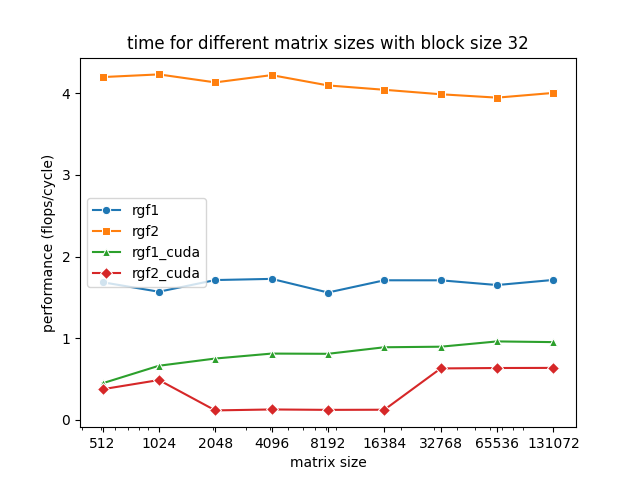 time for different matrix sizes with block size 32
performance (flops/cycle)
4
3
2
1
0
rgf1
rgf2
rgf1_cuda
rgf2_cuda
512 1024 2048 4096 8192 16384 32768 65536 131072
matrix size